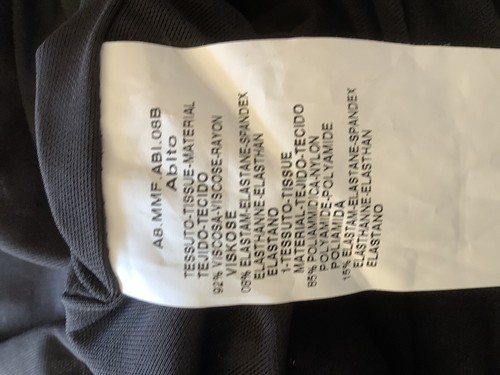 A8.MMF.ABI.08B
Abito
TESSUTO-TISSUE-MATERIAL
TEJIDO-TECIDO
92% VISCOSA-VISCOSE-RAYON
VISKOSE
08% ELASTAM-ELASTANE-SPANDEX
ELASTHANNE-ELASTHAN
ELASTANO
1-TESSUTO-TISSUE
MATERIAL-TEJIDO-TECIDO
85% POLIAMMIDICA-NYLON
POLYAMIDE-POLYAMIDE
POLIAMIDA
15% ELASTAM-ELASTANE-SPANDEX
ELASTHANNE-ELASTHAN
ELASTANO